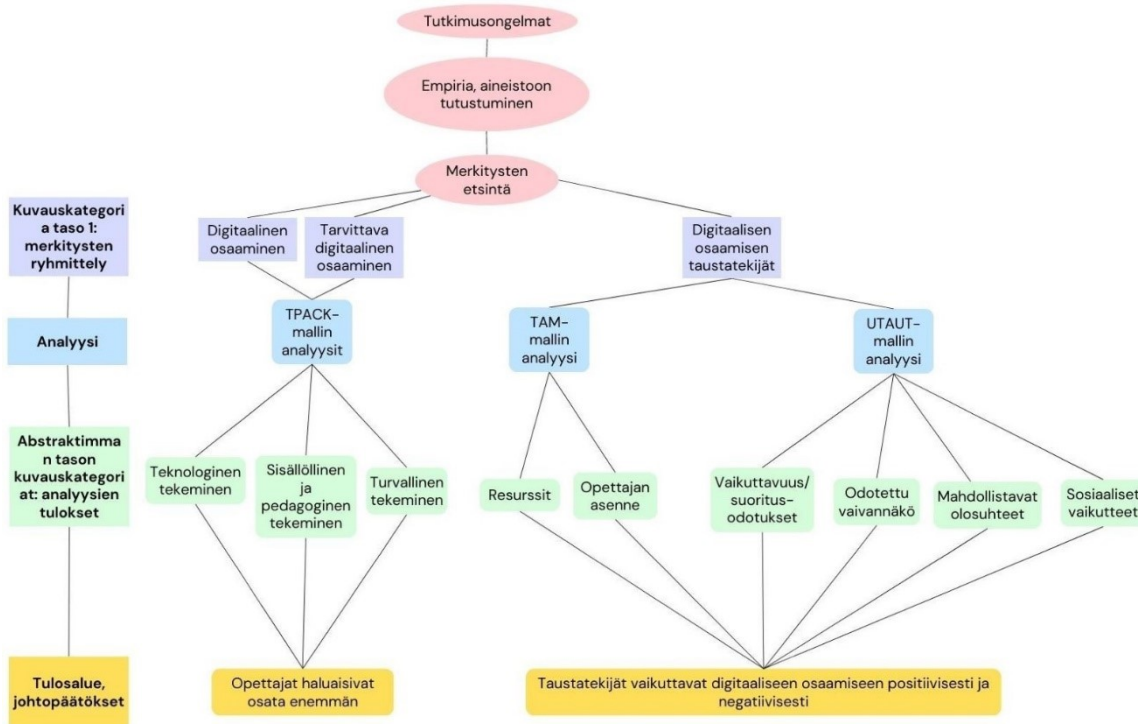 Tutkimusongelmat
Empiria, aineistoon
tutustuminen
Merkitysten
etsintä
Kuvauskategori
a taso 1:
merkitysten
ryhmittely
Digitaalinen
osaaminen
Tarvittava
digitaalinen
osaaminen
Digitaalisen
osaamisen
taustatekijät
Analyysi
TPACK-
mallin
analyysit
TAM-
mallin
analyysi
UTAUT-
mallin
analyysi
Abstraktimma
n tason
kuvauskategori
at: analyysien
tulokset
Teknologinen
tekeminen
Sisällöllinen
ja
pedagoginen
tekeminen
Turvallinen
tekeminen
Resurssit
Opettajan
asenne
Vaikuttavuus/
suoritus-
odotukset
Odotettu
vaivannäkö
Mahdollistavat
olosuhteet
Sosiaaliset
vaikutteet
Tulosalue,
johtopäätökset
Opettajat haluaisivat
osata enemmän
Taustatekijät vaikuttavat digitaaliseen osaamiseen positiivisesti ja
negatiivisesti